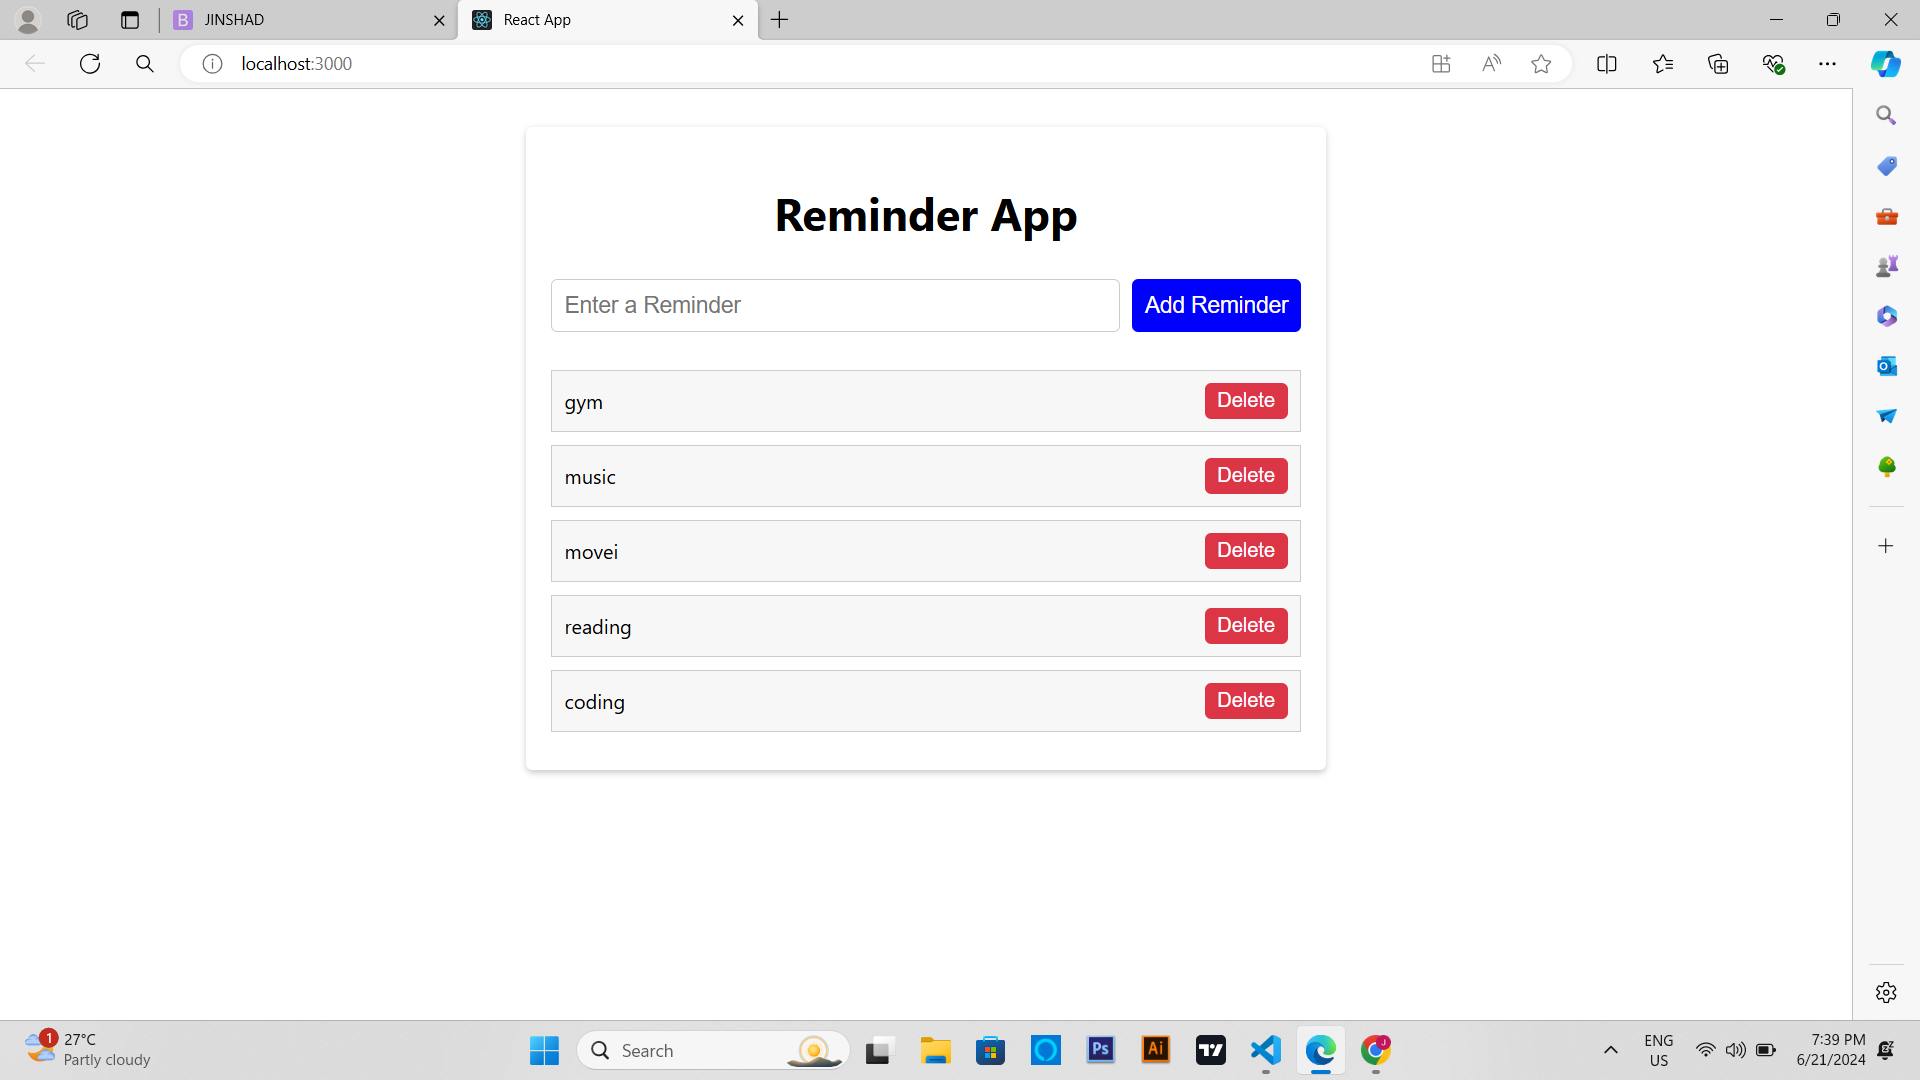 JINSHAD
React App
localhost:3000
Reminder App
Enter a Reminder
Add Reminder
gym
Delete
music
Delete
movei
Delete
reading
Delete
coding
Delete
1
27°C
Partly cloudy
Search
Ps
Ai
J
ENG
US
7:39 PM
6/21/2024